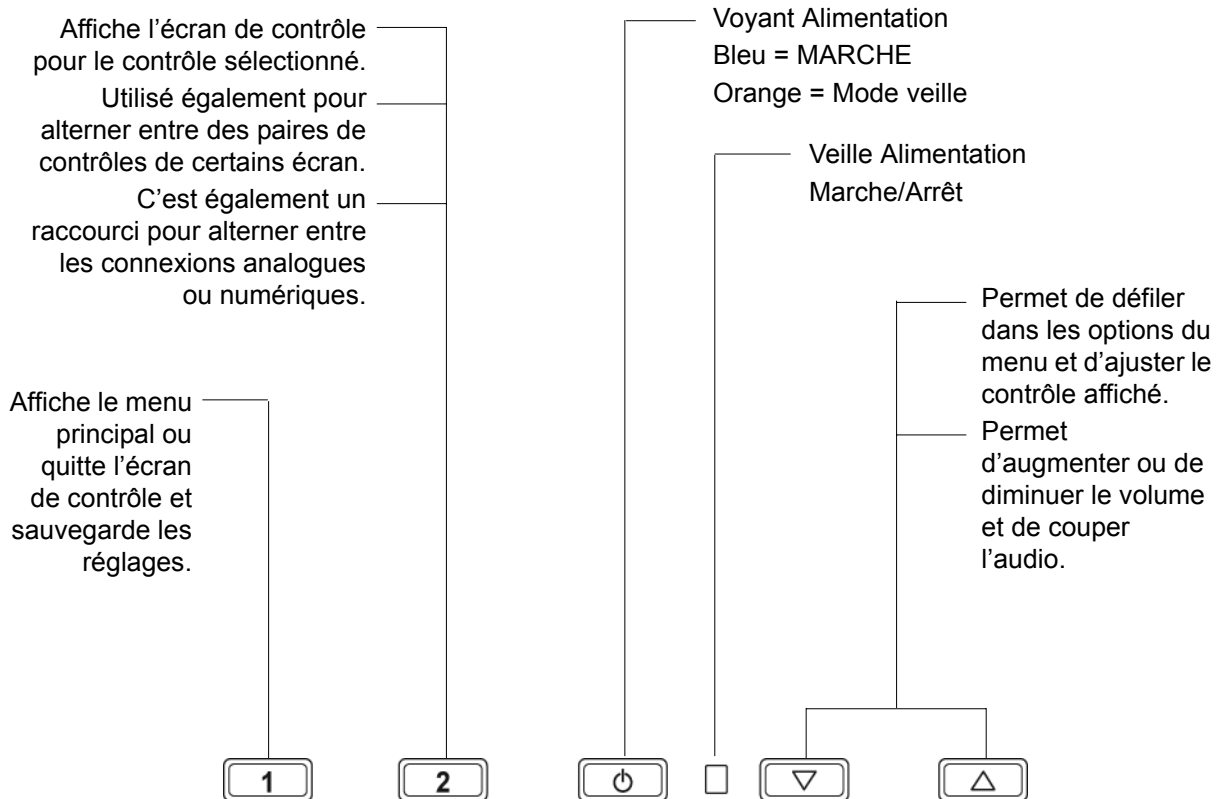 Affiche l’écran de contrôle
pour le contrôle sélectionné.
Utilisé également pour
alterner entre des paires de
contrôles de certains écran.
C’est également un
raccourci pour alterner entre
les connexions analogues
ou numériques.
Affiche le menu
principal ou
quitte l’écran
de contrôle et
sauvegarde les
réglages.
Voyant Alimentation
Bleu = MARCHE
Orange = Mode veille
Veille Alimentation
Marche/Arrêt
Permet de défiler
dans les options du
menu et d’ajuster le
contrôle affiché.
Permet
d’augmenter ou de
diminuer le volume
et de couper
l’audio.
1
2